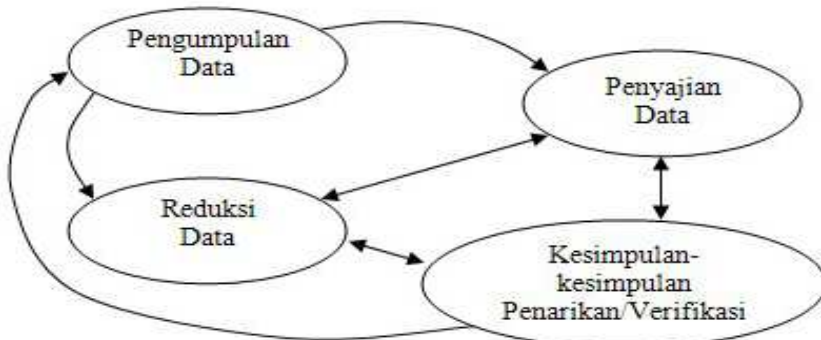 Pengumpulan
Data
Penyajian
Data
Reduksi
Data
Kesimpulan-
kesimpulan
Penarikan/Verifikasi